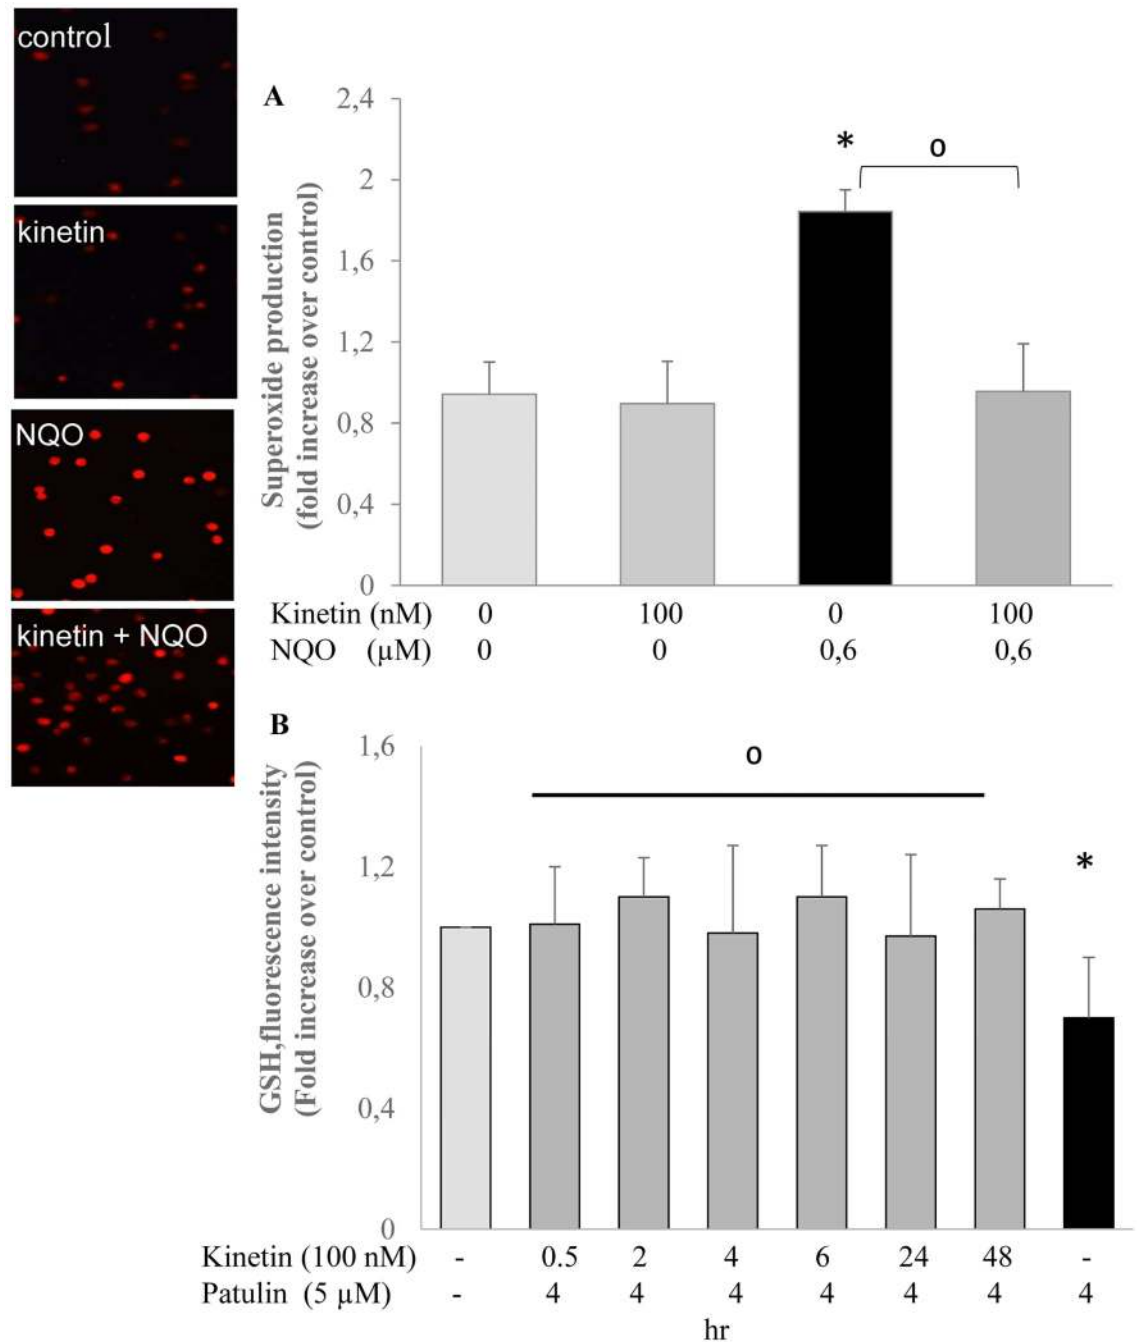 control
kinetin
NQO
kinetin + NQO
A
Superoxide production
(fold increase over control)
2,4
2
1,6
1,2
0,8
0,4
0
*
o
Kinetin (nM) 0 100 0 100
NQO (µM) 0 0 0,6 0,6
B
GSH,fluorescence intensity
(Fold increase over control)
1,6
1,2
0,8
0,4
0
o
*
Kinetin (100 nM) - 0.5 2 4 6 24 48 -
Patulin (5 µM) - 4 4 4 4 4 4 4
hr